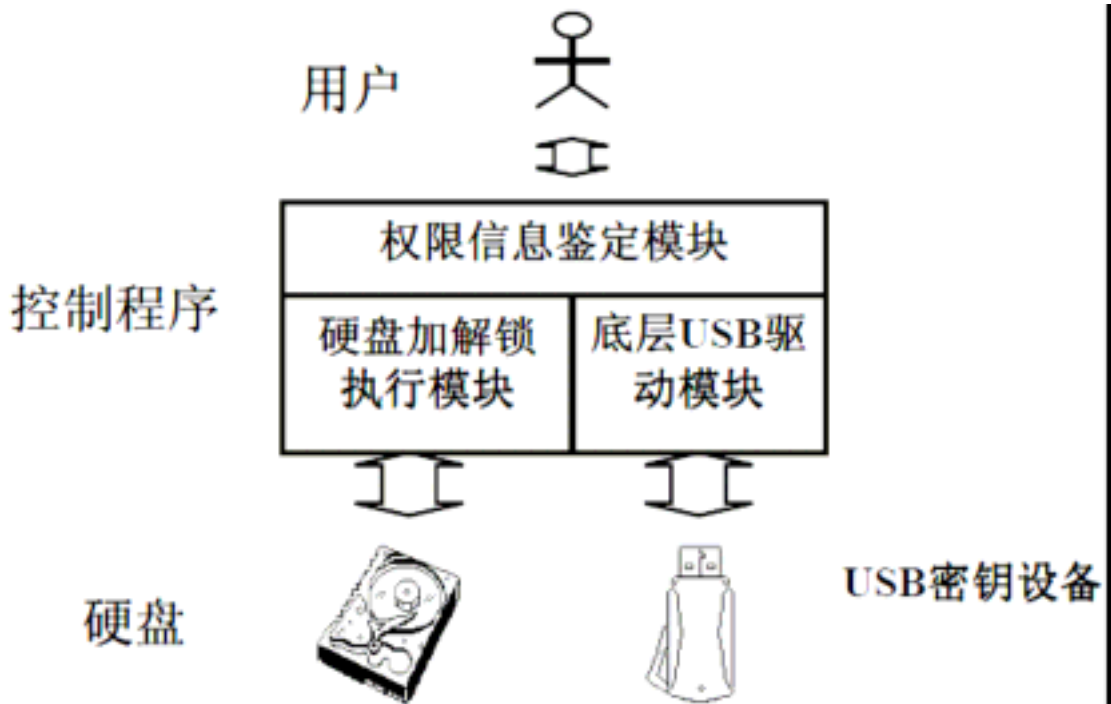 用户
控制程序
权限信息鉴定模块
硬盘加解锁
执行模块
底层USB驱
动模块
硬盘
USB密钥设备